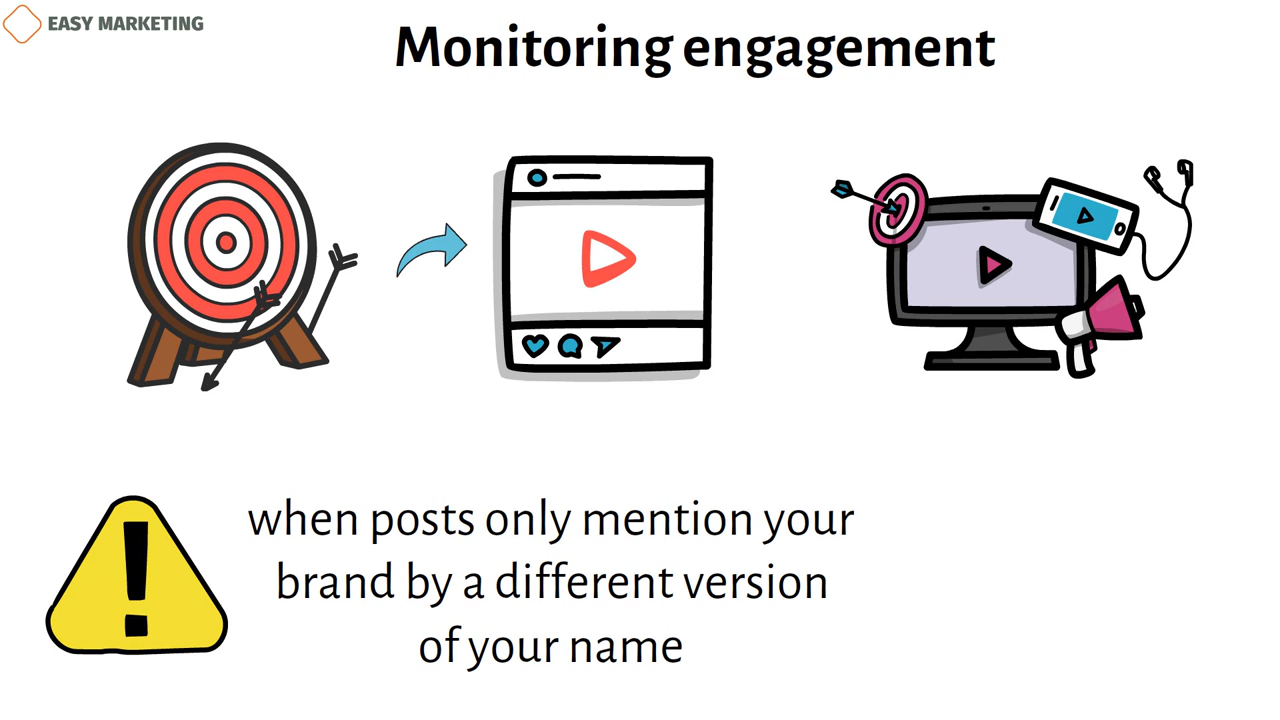 EASY MARKETING
Monitoring engagement
when posts only mention your
brand by a different version
of your name